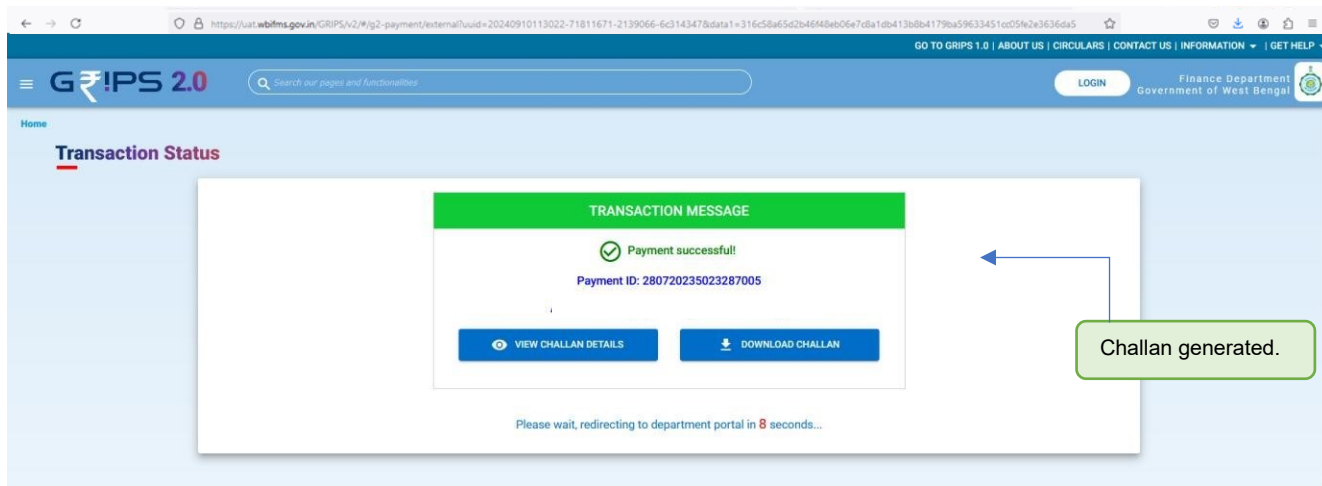 https://uat.wbifms.gov.in/GRIPS/v2/#/g2-payment/external?uuid=20240910113022-71811671-2139066-6c314347&data1=316c58a65d2b46f48eb06e7c8a1db413b8b4179ba59633451cc05fe2e3636da5
GO TO GRIPS 1.0 | ABOUT US | CIRCULARS | CONTACT US | INFORMATION | GET HELP
G₹!PS 2.0
Search our pages and functionalities
LOGIN
Finance Department
Government of West Bengal
Home
Transaction Status
TRANSACTION MESSAGE
Payment successful!
Payment ID: 280720235023287005
VIEW CHALLAN DETAILS
DOWNLOAD CHALLAN
Challan generated.
Please wait, redirecting to department portal in 8 seconds...